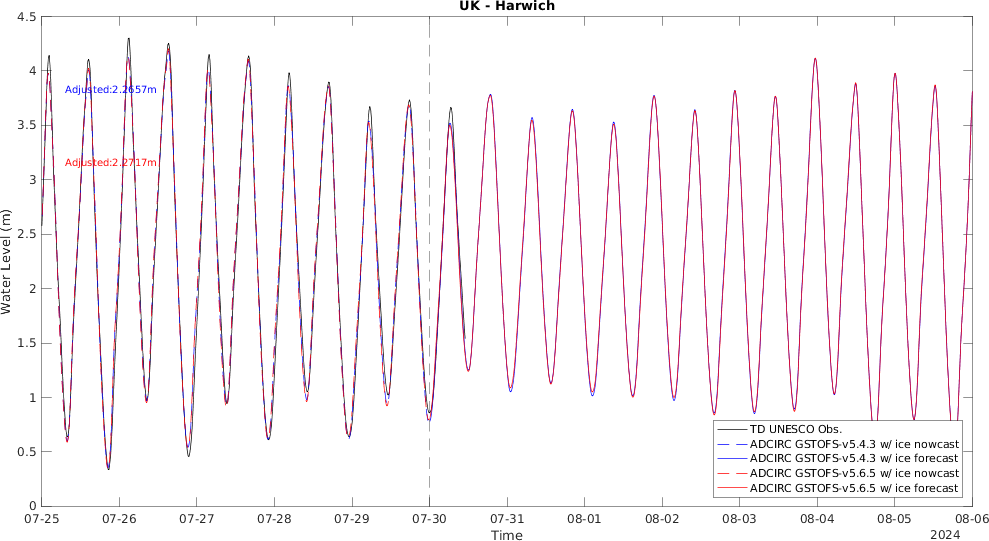 UK - Harwich
4.5
4
3.5
3
2.5
2
1.5
1
0.5
0
Water Level (m)
Adjusted:2.2657m
Adjusted:2.2717m
TD UNESCO Obs.
ADCIRC GSTOFS-v5.4.3 w/ ice nowcast
ADCIRC GSTOFS-v5.4.3 w/ ice forecast
ADCIRC GSTOFS-v5.6.5 w/ ice nowcast
ADCIRC GSTOFS-v5.6.5 w/ ice forecast
07-25 07-26 07-27 07-28 07-29 07-30 07-31 08-01 08-02 08-03 08-04 08-05 08-06
Time
2024